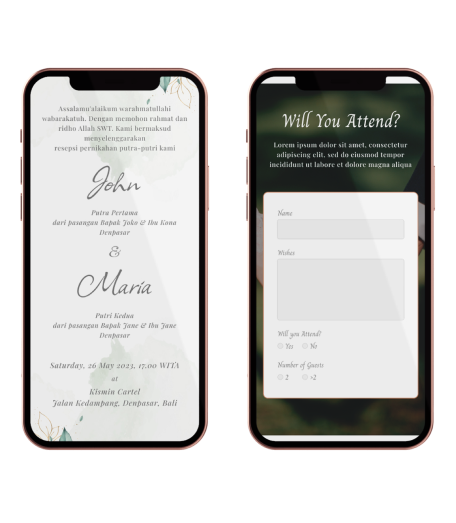 Assalamu'alaikum warahmatullahi
wabarakatuh. Dengan memohon rahmat dan
ridho Allah SWT. Kami bermaksud
menyelenggarakan
resepsi pernikahan putra-putri kami
John
Putra Pertama
dari pasangan Bapak Joko & Ibu Kona
Denpasar
&
Maria
Putri Kedua
dari pasangan Bapak Jane & Ibu Jane
Denpasar
Saturday, 26 May 2023, 17.00 WITA
at
Kismin Cartel
Jalan Kedampang, Denpasar, Bali
Will You Attend?
Lorem ipsum dolor sit amet, consectetur
adipiscing elit, sed do eiusmod tempor
incididunt ut labore et dolore magna aliqua
Name
Wishes
Will you Attend?
Yes No
Number of Guests
2 >2